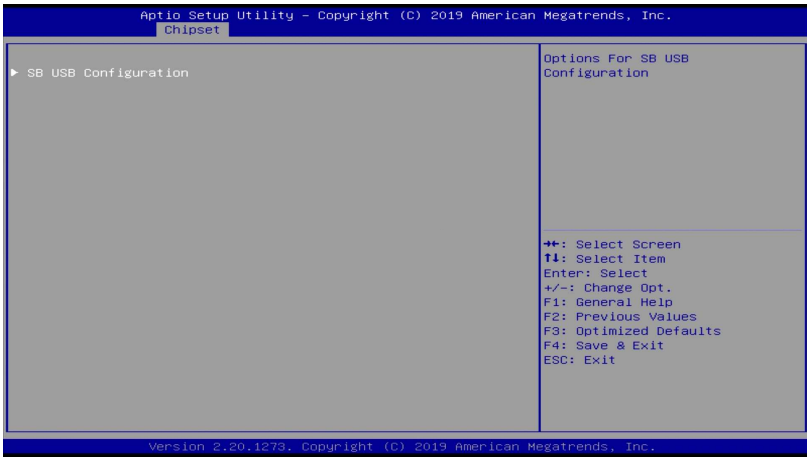 Aptio Setup Utility – Copyright (C) 2019 American Megatrends, Inc.
Chipset
► SB USB Configuration
Options For SB USB
Configuration
→←: Select Screen
↑↓: Select Item
Enter: Select
+/-: Change Opt.
F1: General Help
F2: Previous Values
F3: Optimized Defaults
F4: Save & Exit
ESC: Exit
Version 2.20.1273. Copyright (C) 2019 American Megatrends, Inc.